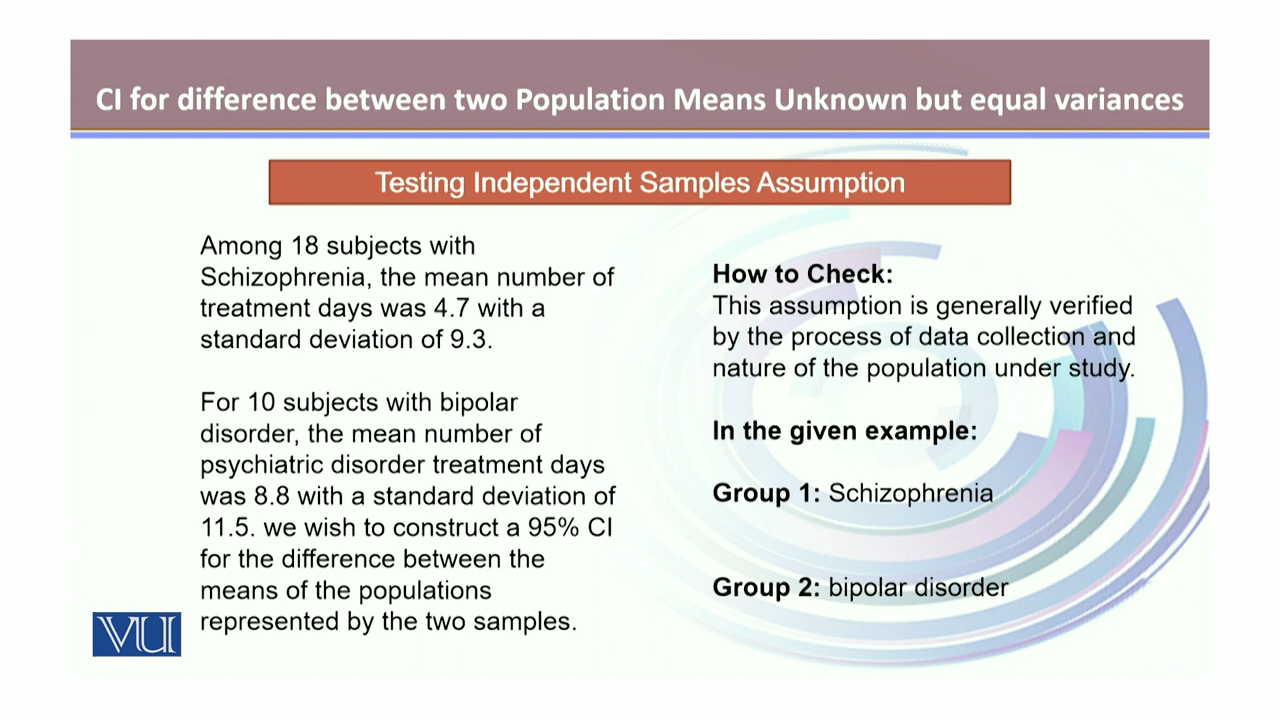 CI for difference between two Population Means Unknown but equal variances
Testing Independent Samples Assumption
Among 18 subjects with
Schizophrenia, the mean number of
treatment days was 4.7 with a
standard deviation of 9.3.
For 10 subjects with bipolar
disorder, the mean number of
psychiatric disorder treatment days
was 8.8 with a standard deviation of
11.5. we wish to construct a 95% CI
for the difference between the
means of the populations
represented by the two samples.
How to Check:
This assumption is generally verified
by the process of data collection and
nature of the population under study.
In the given example:
Group 1: Schizophrenia
Group 2: bipolar disorder
VU